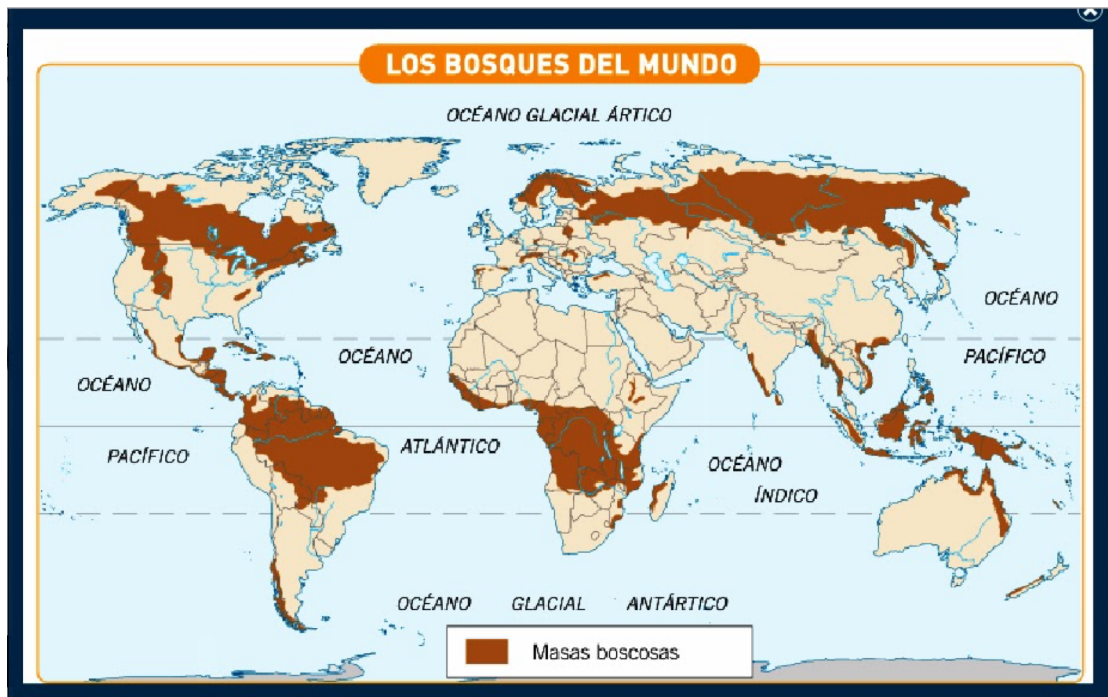 LOS BOSQUES DEL MUNDO
OCÉANO GLACIAL ÁRTICO
OCÉANO
PACÍFICO
OCÉANO
ATLÁNTICO
OCÉANO
PACÍFICO
OCÉANO
ÍNDICO
OCÉANO GLACIAL ANTÁRTICO
Masas boscosas